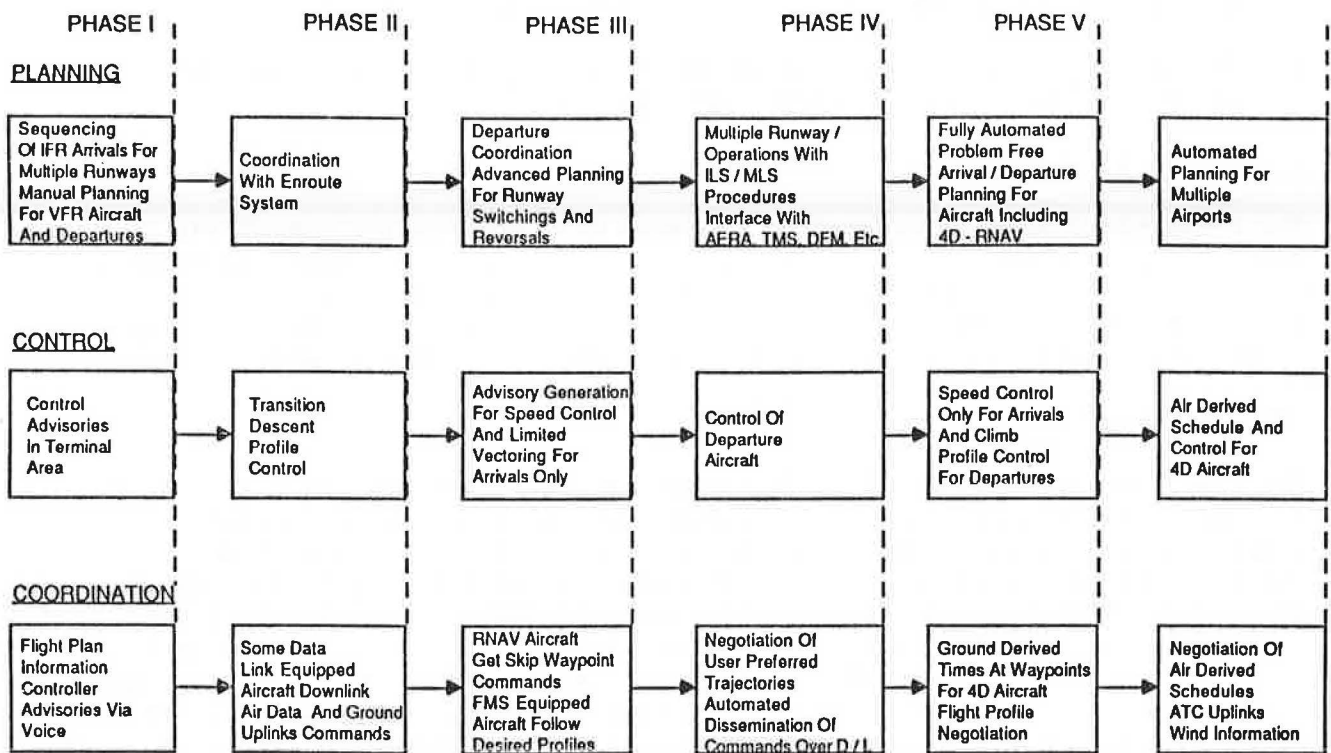 PHASE I
PHASE II
PHASE III
PHASE IV
PHASE V
PLANNING
Sequencing
Of IFR Arrivals For
Multiple Runways
Manual Planning
For VFR Aircraft
And Departures
Coordination
With Enroute
System
Departure
Coordination
Advanced Planning
For Runway
Switchings And
Reversals
Multiple Runway /
Operations With
ILS / MLS
Procedures
Interface With
AERA, TMS, DFM, Etc.
Fully Automated
Problem Free
Arrival / Departure
Planning For
Aircraft Including
4D - RNAV
Automated
Planning For
Multiple
Airports
CONTROL
Control
Advisories
In Terminal
Area
Transition
Descent
Profile
Control
Advisory Generation
For Speed Control
And Limited
Vectoring For
Arrivals Only
Control Of
Departure
Aircraft
Speed Control
Only For Arrivals
And Climb
Profile Control
For Departures
Air Derived
Schedule And
Control For
4D Aircraft
COORDINATION
Flight Plan
Information
Controller
Advisories Via
Voice
Some Data
Link Equipped
Aircraft Downlink
Air Data And Ground
Uplinks Commands
RNAV Aircraft
Get Skip Waypoint
Commands
FMS Equipped
Aircraft Follow
Desired Profiles
Negotiation Of
User Preferred
Trajectories
Automated
Dissemination Of
Commands Over D / L
Ground Derived
Times At Waypoints
For 4D Aircraft
Flight Profile
Negotiation
Negotiation Of
Air Derived
Schedules
ATC Uplinks
Wind Information